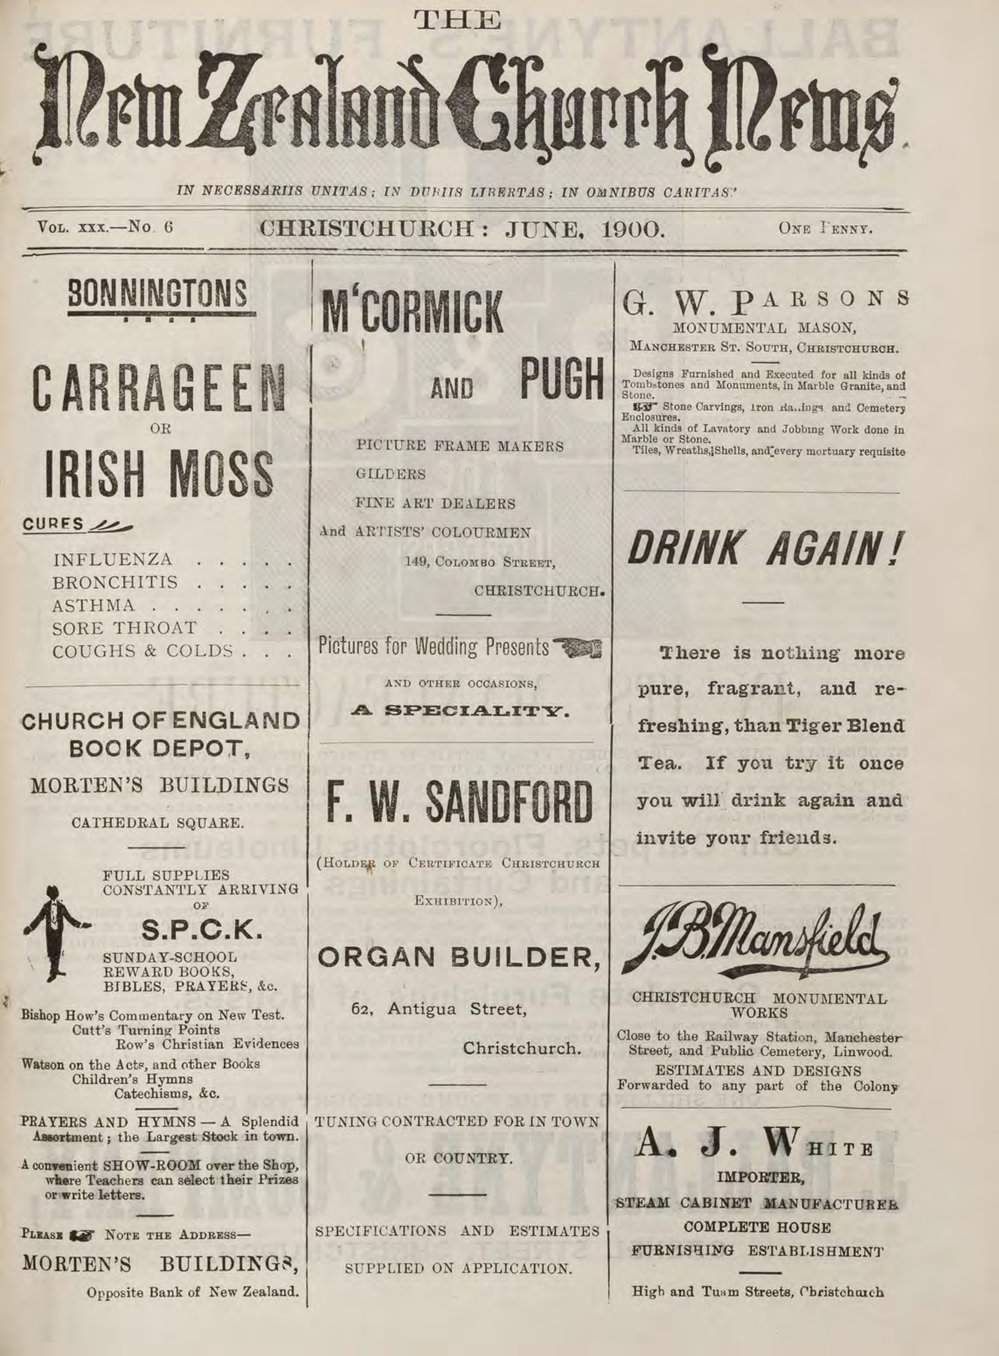 THE
New Zealand Church News.
IN NECESSARIIS UNITAS; IN DUBIIS LIBERTAS; IN OMNIBUS CARITAS.
VOL. XXX.—No. 6
CHRISTCHURCH: JUNE, 1900.
ONE PENNY.
BONNINGTONS
CARRAGEEN
OR
IRISH MOSS
CURES
INFLUENZA . . . . .
BRONCHITIS . . . . .
ASTHMA . . . . . . .
SORE THROAT . . . .
COUGHS & COLDS . . .
CHURCH OF ENGLAND
BOOK DEPOT,
MORTEN'S BUILDINGS
CATHEDRAL SQUARE.
FULL SUPPLIES
CONSTANTLY ARRIVING
OF
S.P.C.K.
SUNDAY-SCHOOL
REWARD BOOKS,
BIBLES, PRAYERS, &c.
Bishop How's Commentary on New Test.
Cutt's Turning Points
Row's Christian Evidences
Watson on the Acts, and other Books
Children's Hymns
Catechisms, &c.
PRAYERS AND HYMNS — A Splendid
Assortment; the Largest Stock in town.
A convenient SHOW-ROOM over the Shop,
where Teachers can select their Prizes
or write letters.
PLEASE NOTE THE ADDRESS—
MORTEN'S BUILDINGS,
Opposite Bank of New Zealand.
M'CORMICK
AND PUGH
PICTURE FRAME MAKERS
GILDERS
FINE ART DEALERS
And ARTISTS' COLOURMEN
149, COLOMBO STREET,
CHRISTCHURCH.
Pictures for Wedding Presents
AND OTHER OCCASIONS,
A SPECIALITY.
F. W. SANDFORD
(HOLDER OF CERTIFICATE CHRISTCHURCH
EXHIBITION),
ORGAN BUILDER,
62, Antigua Street,
Christchurch.
TUNING CONTRACTED FOR IN TOWN
OR COUNTRY.
SPECIFICATIONS AND ESTIMATES
SUPPLIED ON APPLICATION.
G. W. PARSONS
MONUMENTAL MASON,
MANCHESTER ST. SOUTH, CHRISTCHURCH.
Designs Furnished and Executed for all kinds of
Tombstones and Monuments, in Marble Granite, and
Stone.
Stone Carvings, Iron Railings and Cemetery
Enclosures.
All kinds of Lavatory and Jobbing Work done in
Marble or Stone.
Tiles, Wreaths, Shells, and every mortuary requisite
DRINK AGAIN!
There is nothing more
pure, fragrant, and re-
freshing, than Tiger Blend
Tea. If you try it once
you will drink again and
invite your friends.
J.B. Mansfield
CHRISTCHURCH MONUMENTAL
WORKS
Close to the Railway Station, Manchester
Street, and Public Cemetery, Linwood.
ESTIMATES AND DESIGNS
Forwarded to any part of the Colony
A. J. WHITE
IMPORTER,
STEAM CABINET MANUFACTURER
COMPLETE HOUSE
FURNISHING ESTABLISHMENT
High and Tuam Streets, Christchurch